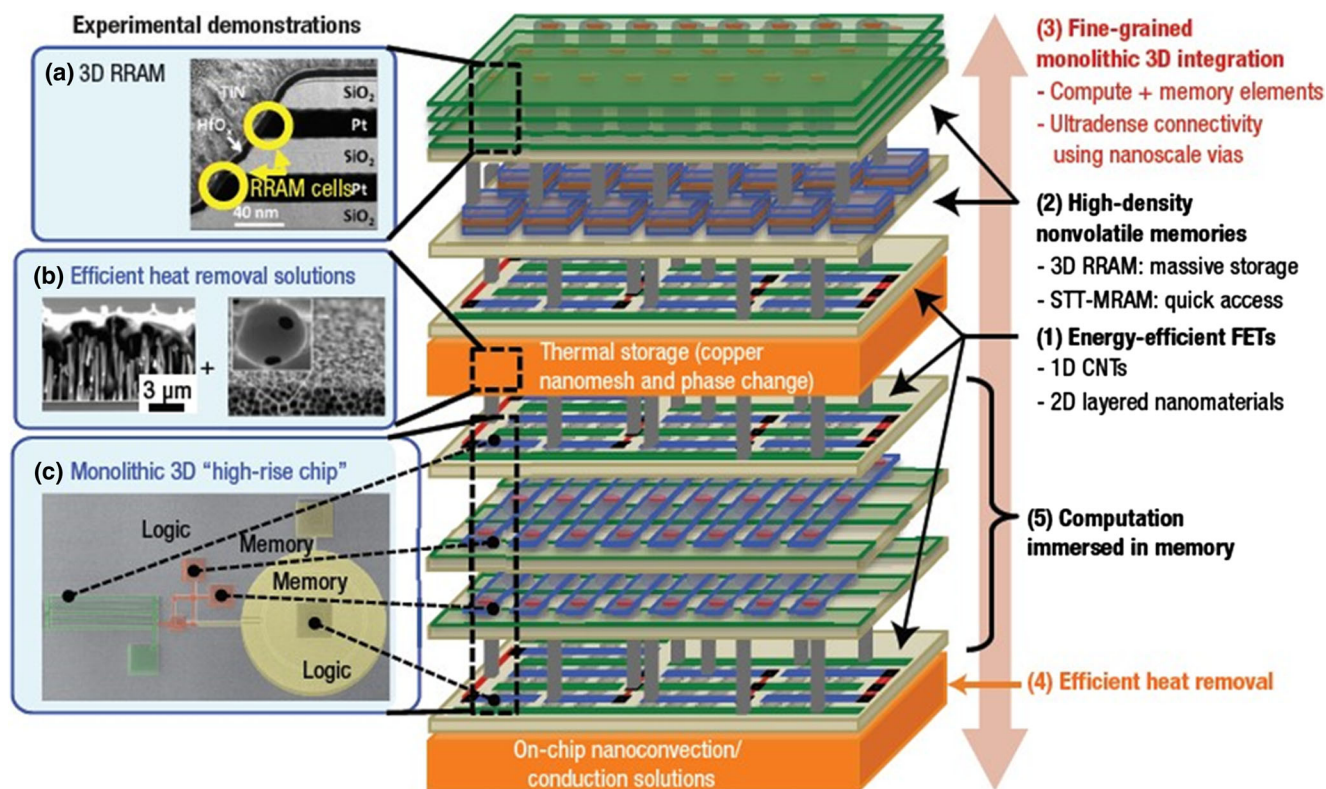 Experimental demonstrations
(a) 3D RRAM
TiN
HfO
SiO2
Pt
SiO2
RRAM cells
Pt
40 nm
SiO2
(b) Efficient heat removal solutions
3 μm
+
(c) Monolithic 3D “high-rise chip”
Logic
Memory
Memory
Logic
Thermal storage (copper
nanomesh and phase change)
On-chip nanoconvection/
conduction solutions
(3) Fine-grained
monolithic 3D integration
- Compute + memory elements
- Ultradense connectivity
using nanoscale vias
(2) High-density
nonvolatile memories
- 3D RRAM: massive storage
- STT-MRAM: quick access
(1) Energy-efficient FETs
- 1D CNTs
- 2D layered nanomaterials
(5) Computation
immersed in memory
(4) Efficient heat removal